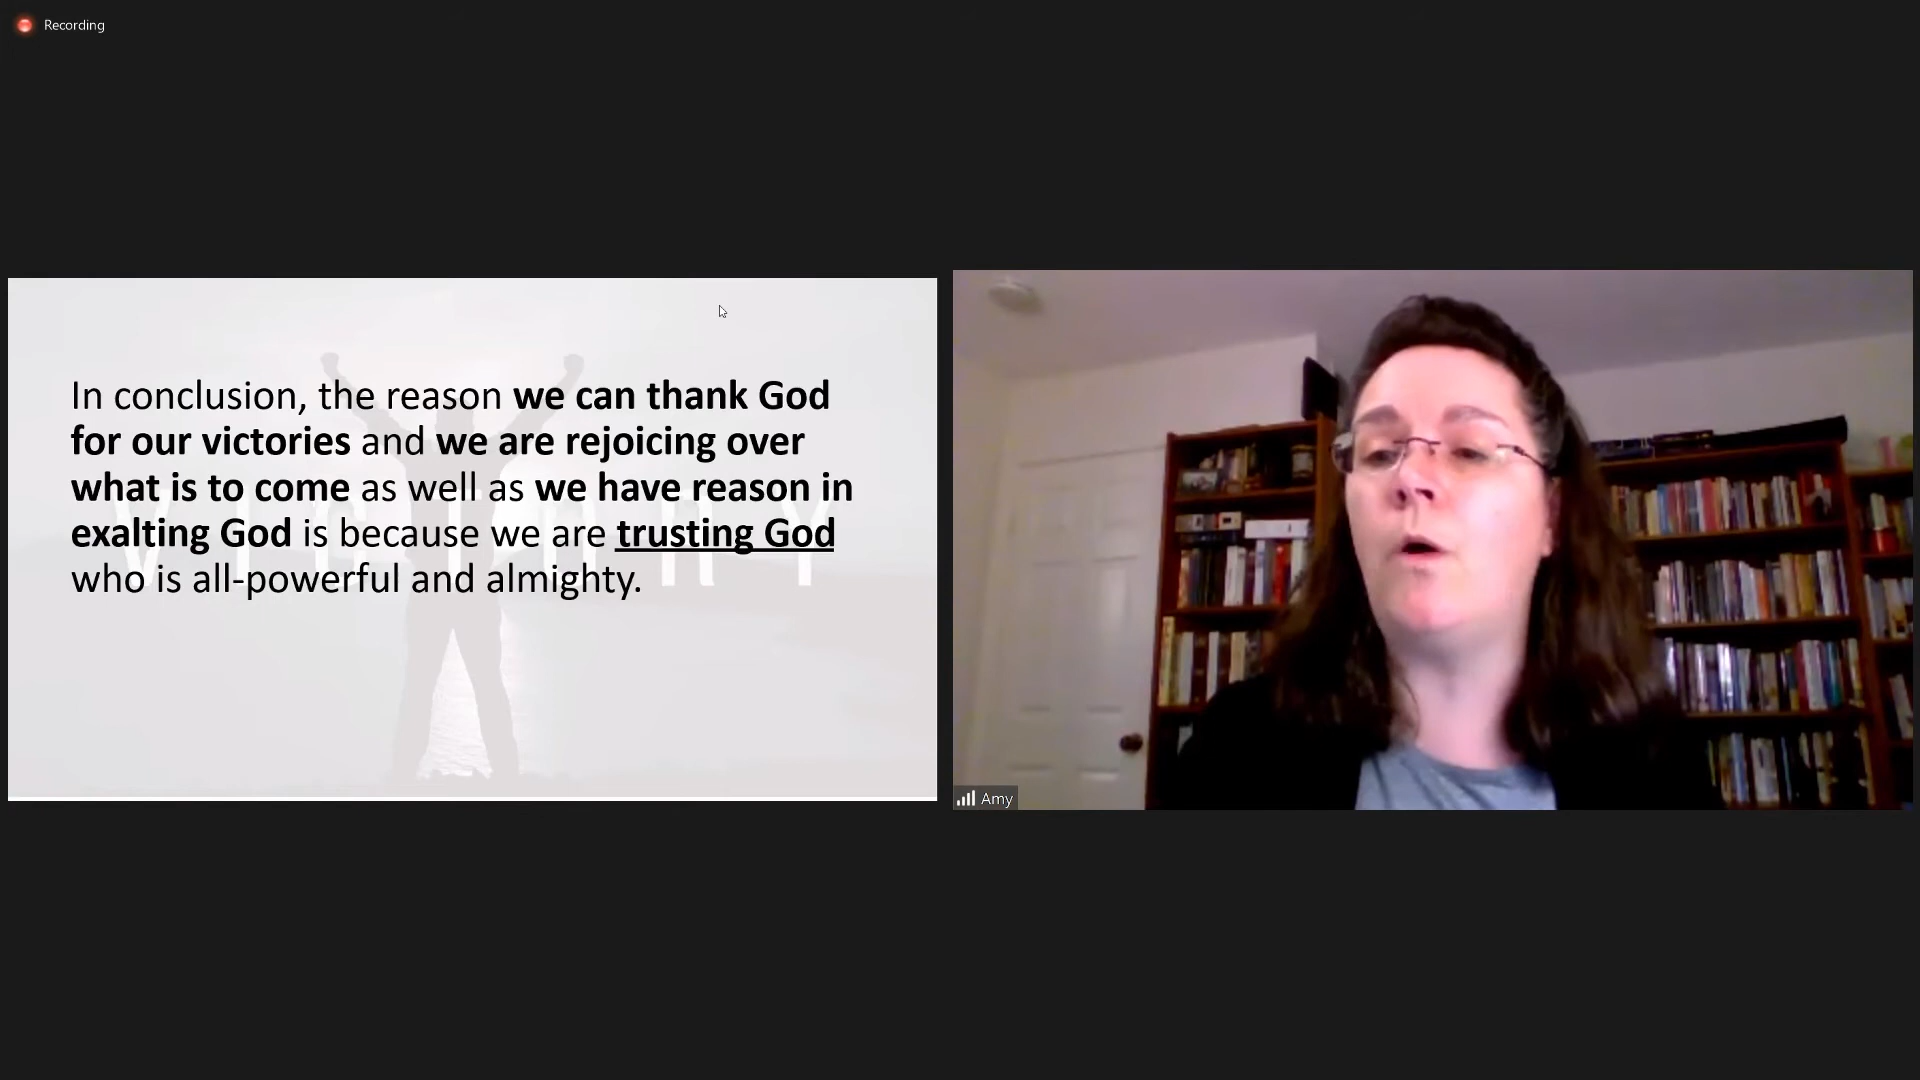 Recording
In conclusion, the reason we can thank God
for our victories and we are rejoicing over
what is to come as well as we have reason in
exalting God is because we are trusting God
who is all-powerful and almighty.
VICTORY
Amy